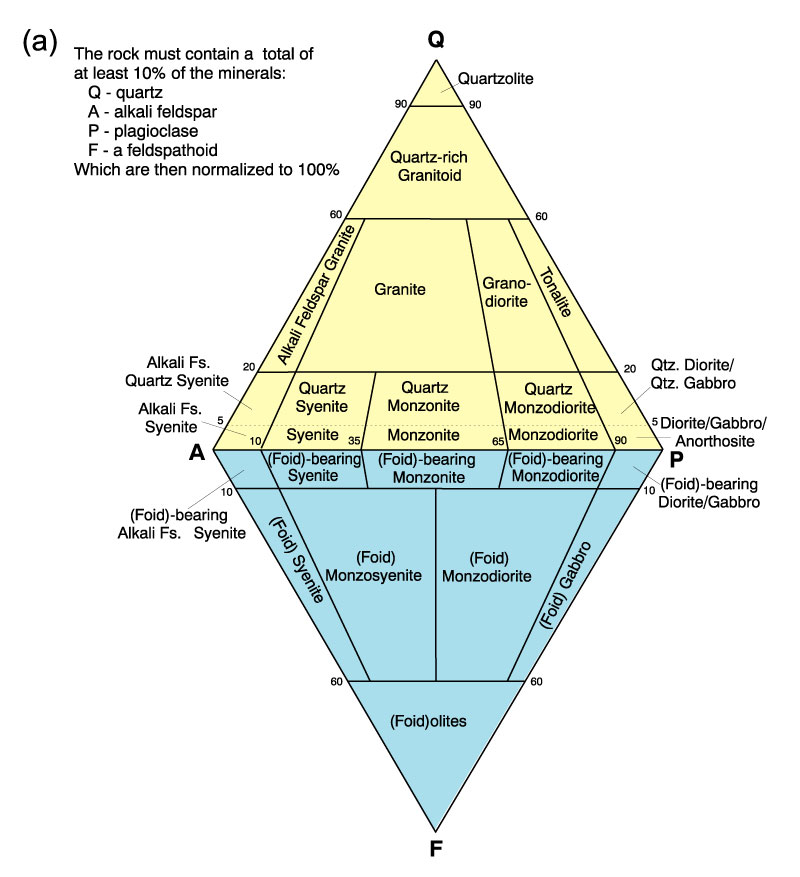 (a)
The rock must contain a total of
at least 10% of the minerals:
Q - quartz
A - alkali feldspar
P - plagioclase
F - a feldspathoid
Which are then normalized to 100%
Q
Quartzolite
90
90
Quartz-rich
Granitoid
60
60
Alkali Feldspar Granite
Granite
Grano-
diorite
Tonalite
20
20
Alkali Fs.
Quartz Syenite
Quartz
Syenite
Quartz
Monzonite
Quartz
Monzodiorite
Qtz. Diorite/
Qtz. Gabbro
Alkali Fs.
Syenite
5
5
Diorite/Gabbro/
Anorthosite
A
10
Syenite
35
Monzonite
65
Monzodiorite
90
P
(Foid)-bearing
Syenite
(Foid)-bearing
Monzonite
(Foid)-bearing
Monzodiorite
(Foid)-bearing
Diorite/Gabbro
10
10
(Foid)-bearing
Alkali Fs. Syenite
(Foid) Syenite
(Foid)
Monzosyenite
(Foid)
Monzodiorite
(Foid) Gabbro
60
60
(Foid)olites
F